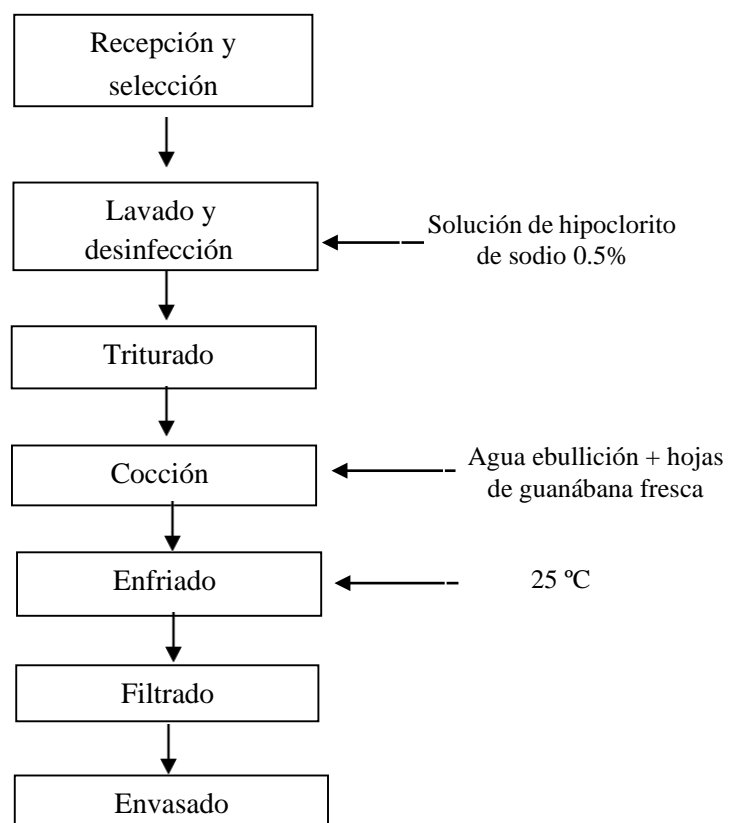 Recepción y
selección
Lavado y
desinfección
Solución de hipoclorito
de sodio 0.5%
Triturado
Cocción
Agua ebullición + hojas
de guanábana fresca
Enfriado
25 ºC
Filtrado
Envasado